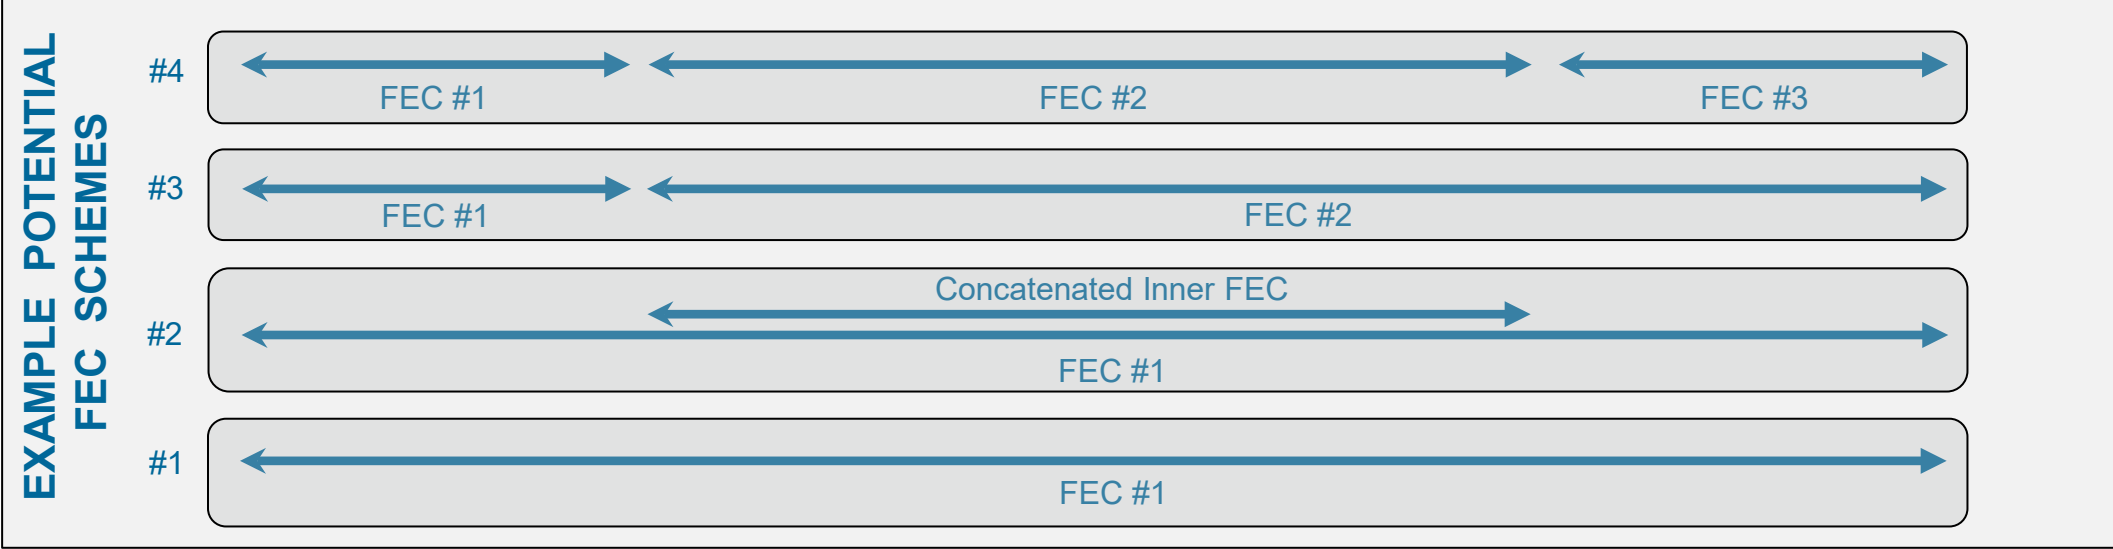 EXAMPLE POTENTIAL
FEC SCHEMES
#4
FEC #1
FEC #2
FEC #3
#3
FEC #1
FEC #2
#2
Concatenated Inner FEC
FEC #1
#1
FEC #1